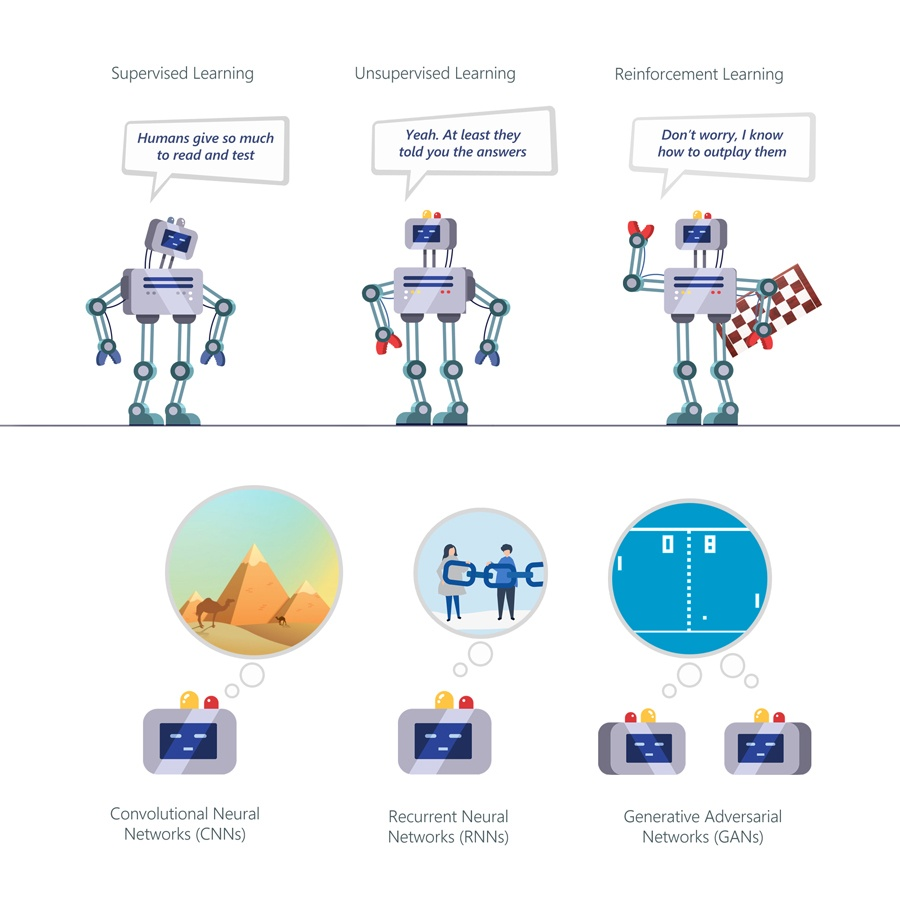 Supervised Learning
Unsupervised Learning
Reinforcement Learning
Humans give so much
to read and test
Yeah. At least they
told you the answers
Don't worry, I know
how to outplay them
0 8
Convolutional Neural
Networks (CNNs)
Recurrent Neural
Networks (RNNs)
Generative Adversarial
Networks (GANs)